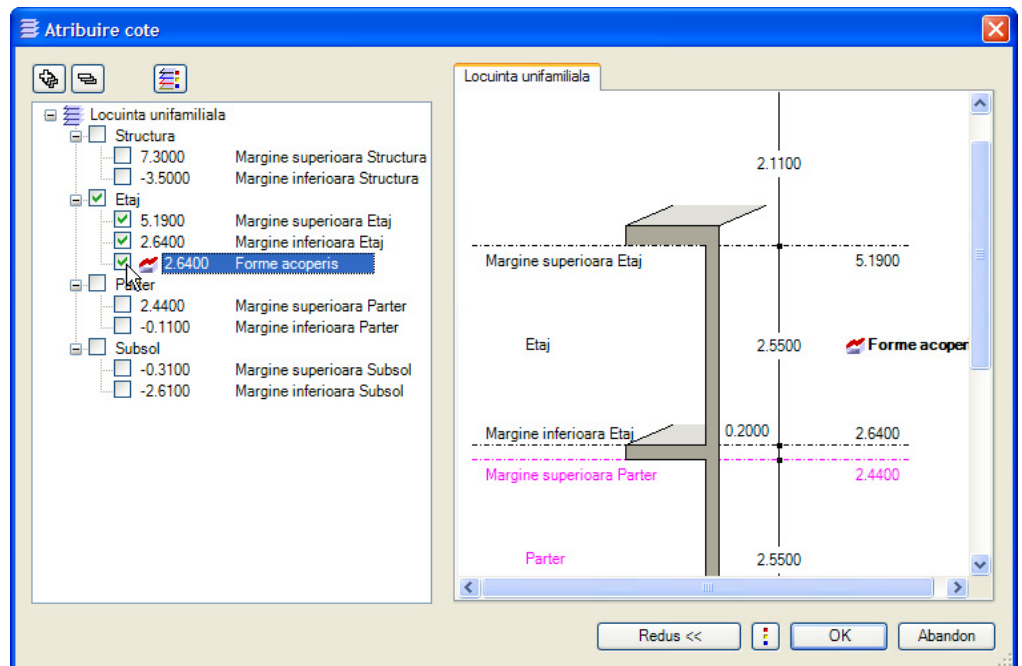 Atribuire cote
Locuinta unifamiliala
Structura
7.3000 Margine superioara Structura
-3.5000 Margine inferioara Structura
Etaj
5.1900 Margine superioara Etaj
2.6400 Margine inferioara Etaj
2.6400 Forme acoperis
Parter
2.4400 Margine superioara Parter
-0.1100 Margine inferioara Parter
Subsol
-0.3100 Margine superioara Subsol
-2.6100 Margine inferioara Subsol
Locuinta unifamiliala
2.1100
Margine superioara Etaj 5.1900
Etaj 2.5500 Forme acoper
Margine inferioara Etaj 0.2000 2.6400
Margine superioara Parter 2.4400
Parter 2.5500
Redus << OK Abandon